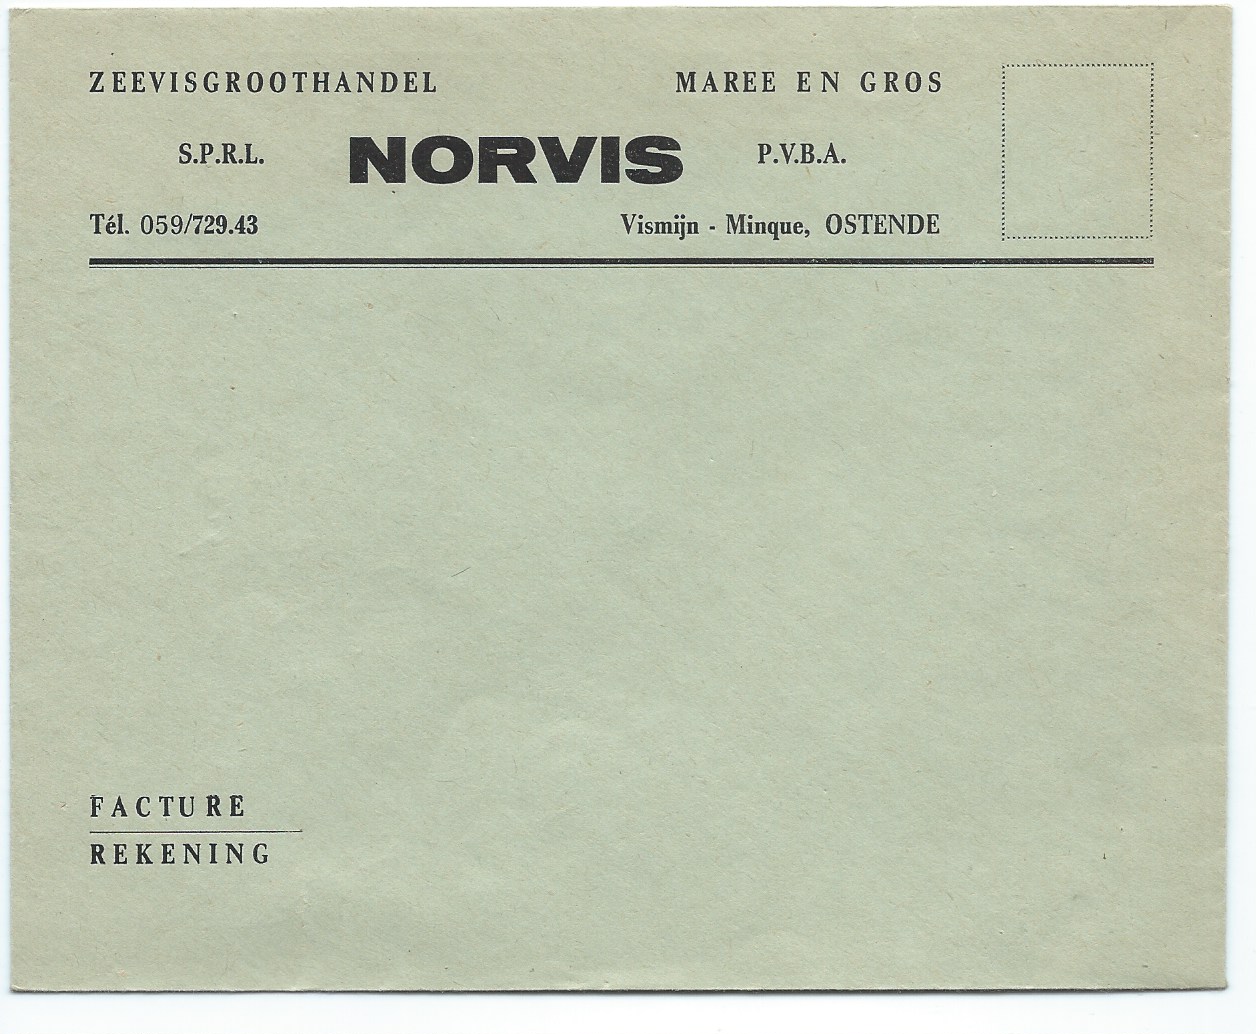 ZEEVISGROOTHANDEL MAREE EN GROS
S.P.R.L. NORVIS P.V.B.A.
Tél. 059/729.43 Vismijn - Minque, OSTENDE
FACTURE
REKENING